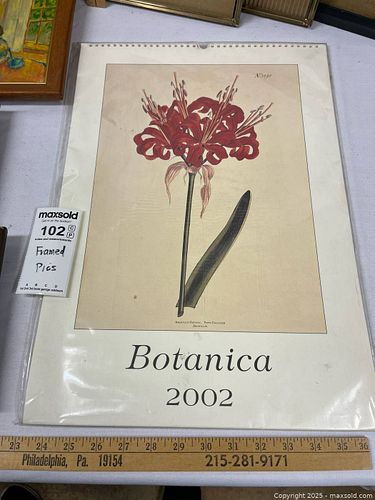 maxsold
102
Framed
Pics
A B C D
Botanica
2002
23 24 25 26 27 28 29 30 31 32 33 34 35 36
Philadelphia, Pa. 19154 215-281-9171
Copyright 2025 - maxsold.com